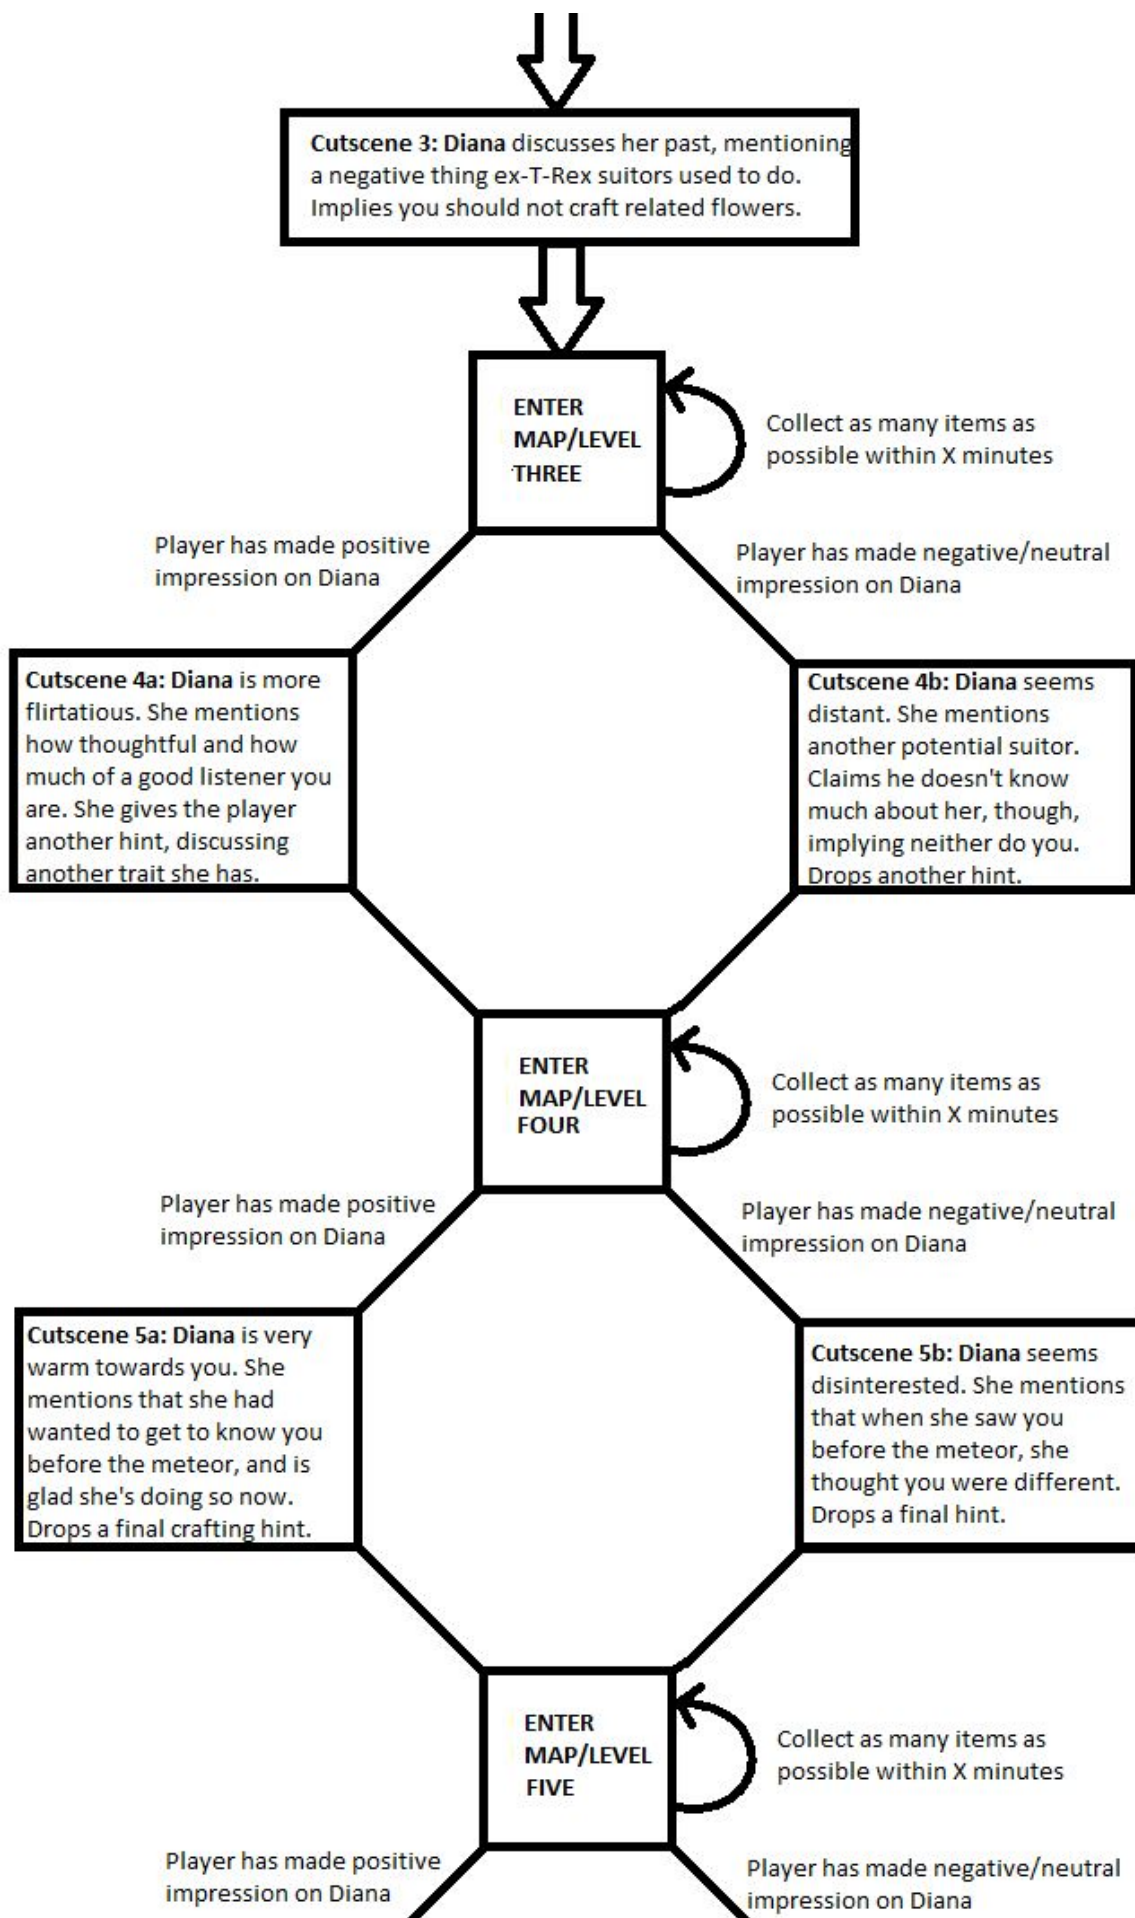 Cutscene 3: Diana discusses her past, mentioning
a negative thing ex-T-Rex suitors used to do.
Implies you should not craft related flowers.
ENTER
MAP/LEVEL
THREE
Collect as many items as
possible within X minutes
Player has made positive
impression on Diana
Player has made negative/neutral
impression on Diana
Cutscene 4a: Diana is more
flirtatious. She mentions
how thoughtful and how
much of a good listener you
are. She gives the player
another hint, discussing
another trait she has.
Cutscene 4b: Diana seems
distant. She mentions
another potential suitor.
Claims he doesn't know
much about her, though,
implying neither do you.
Drops another hint.
ENTER
MAP/LEVEL
FOUR
Collect as many items as
possible within X minutes
Player has made positive
impression on Diana
Player has made negative/neutral
impression on Diana
Cutscene 5a: Diana is very
warm towards you. She
mentions that she had
wanted to get to know you
before the meteor, and is
glad she's doing so now.
Drops a final crafting hint.
Cutscene 5b: Diana seems
disinterested. She mentions
that when she saw you
before the meteor, she
thought you were different.
Drops a final hint.
ENTER
MAP/LEVEL
FIVE
Collect as many items as
possible within X minutes
Player has made positive
impression on Diana
Player has made negative/neutral
impression on Diana